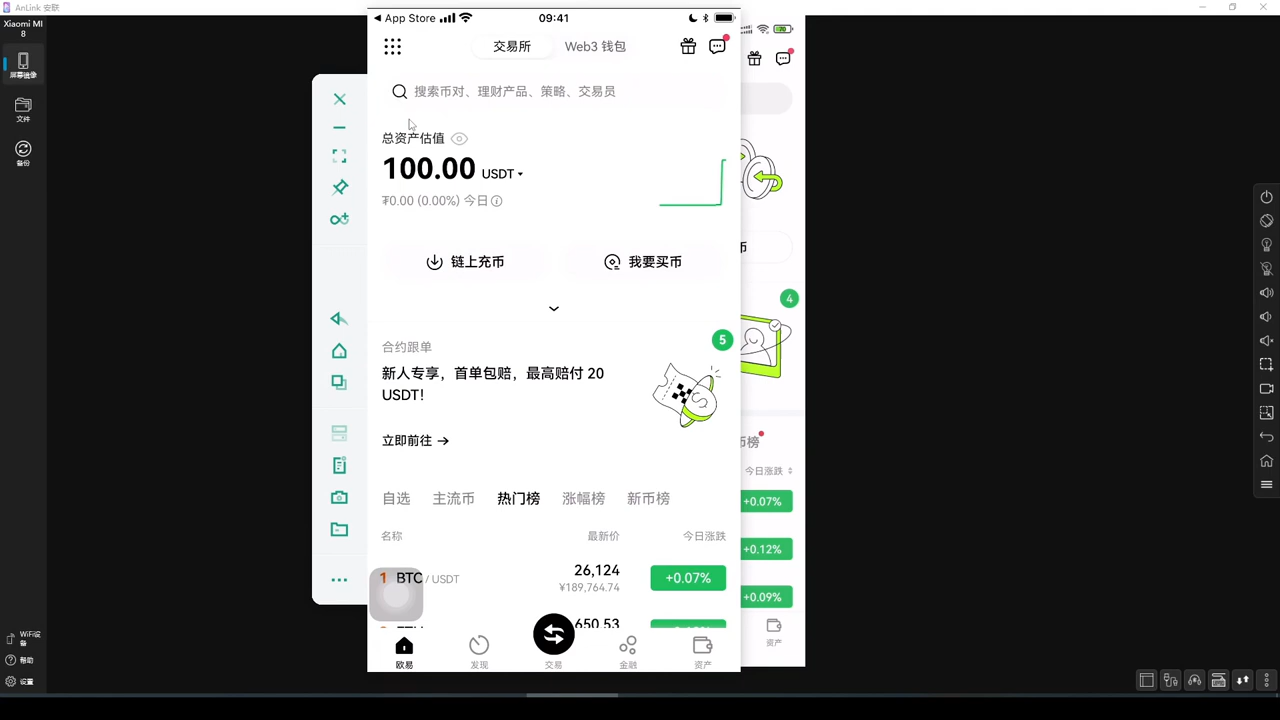 AnLink 安联
Xiaomi MI 8
屏幕镜像
文件
备份
WiFi设备
帮助
设置
App Store
09:41
交易所
Web3 钱包
搜索币对、理财产品、策略、交易员
总资产估值
100.00 USDT
₮0.00 (0.00%) 今日
链上充币
我要买币
币
合约跟单
5
4
新人专享，首单包赔，最高赔付 20
USDT!
立即前往
自选
主流币
热门榜
涨幅榜
新币榜
币榜
名称
最新价
今日涨跌
今日涨跌
1 BTC / USDT
26,124
¥189,764.74
+0.07%
+0.07%
+0.12%
650.53
+0.09%
欧易
发现
交易
金融
资产
资产